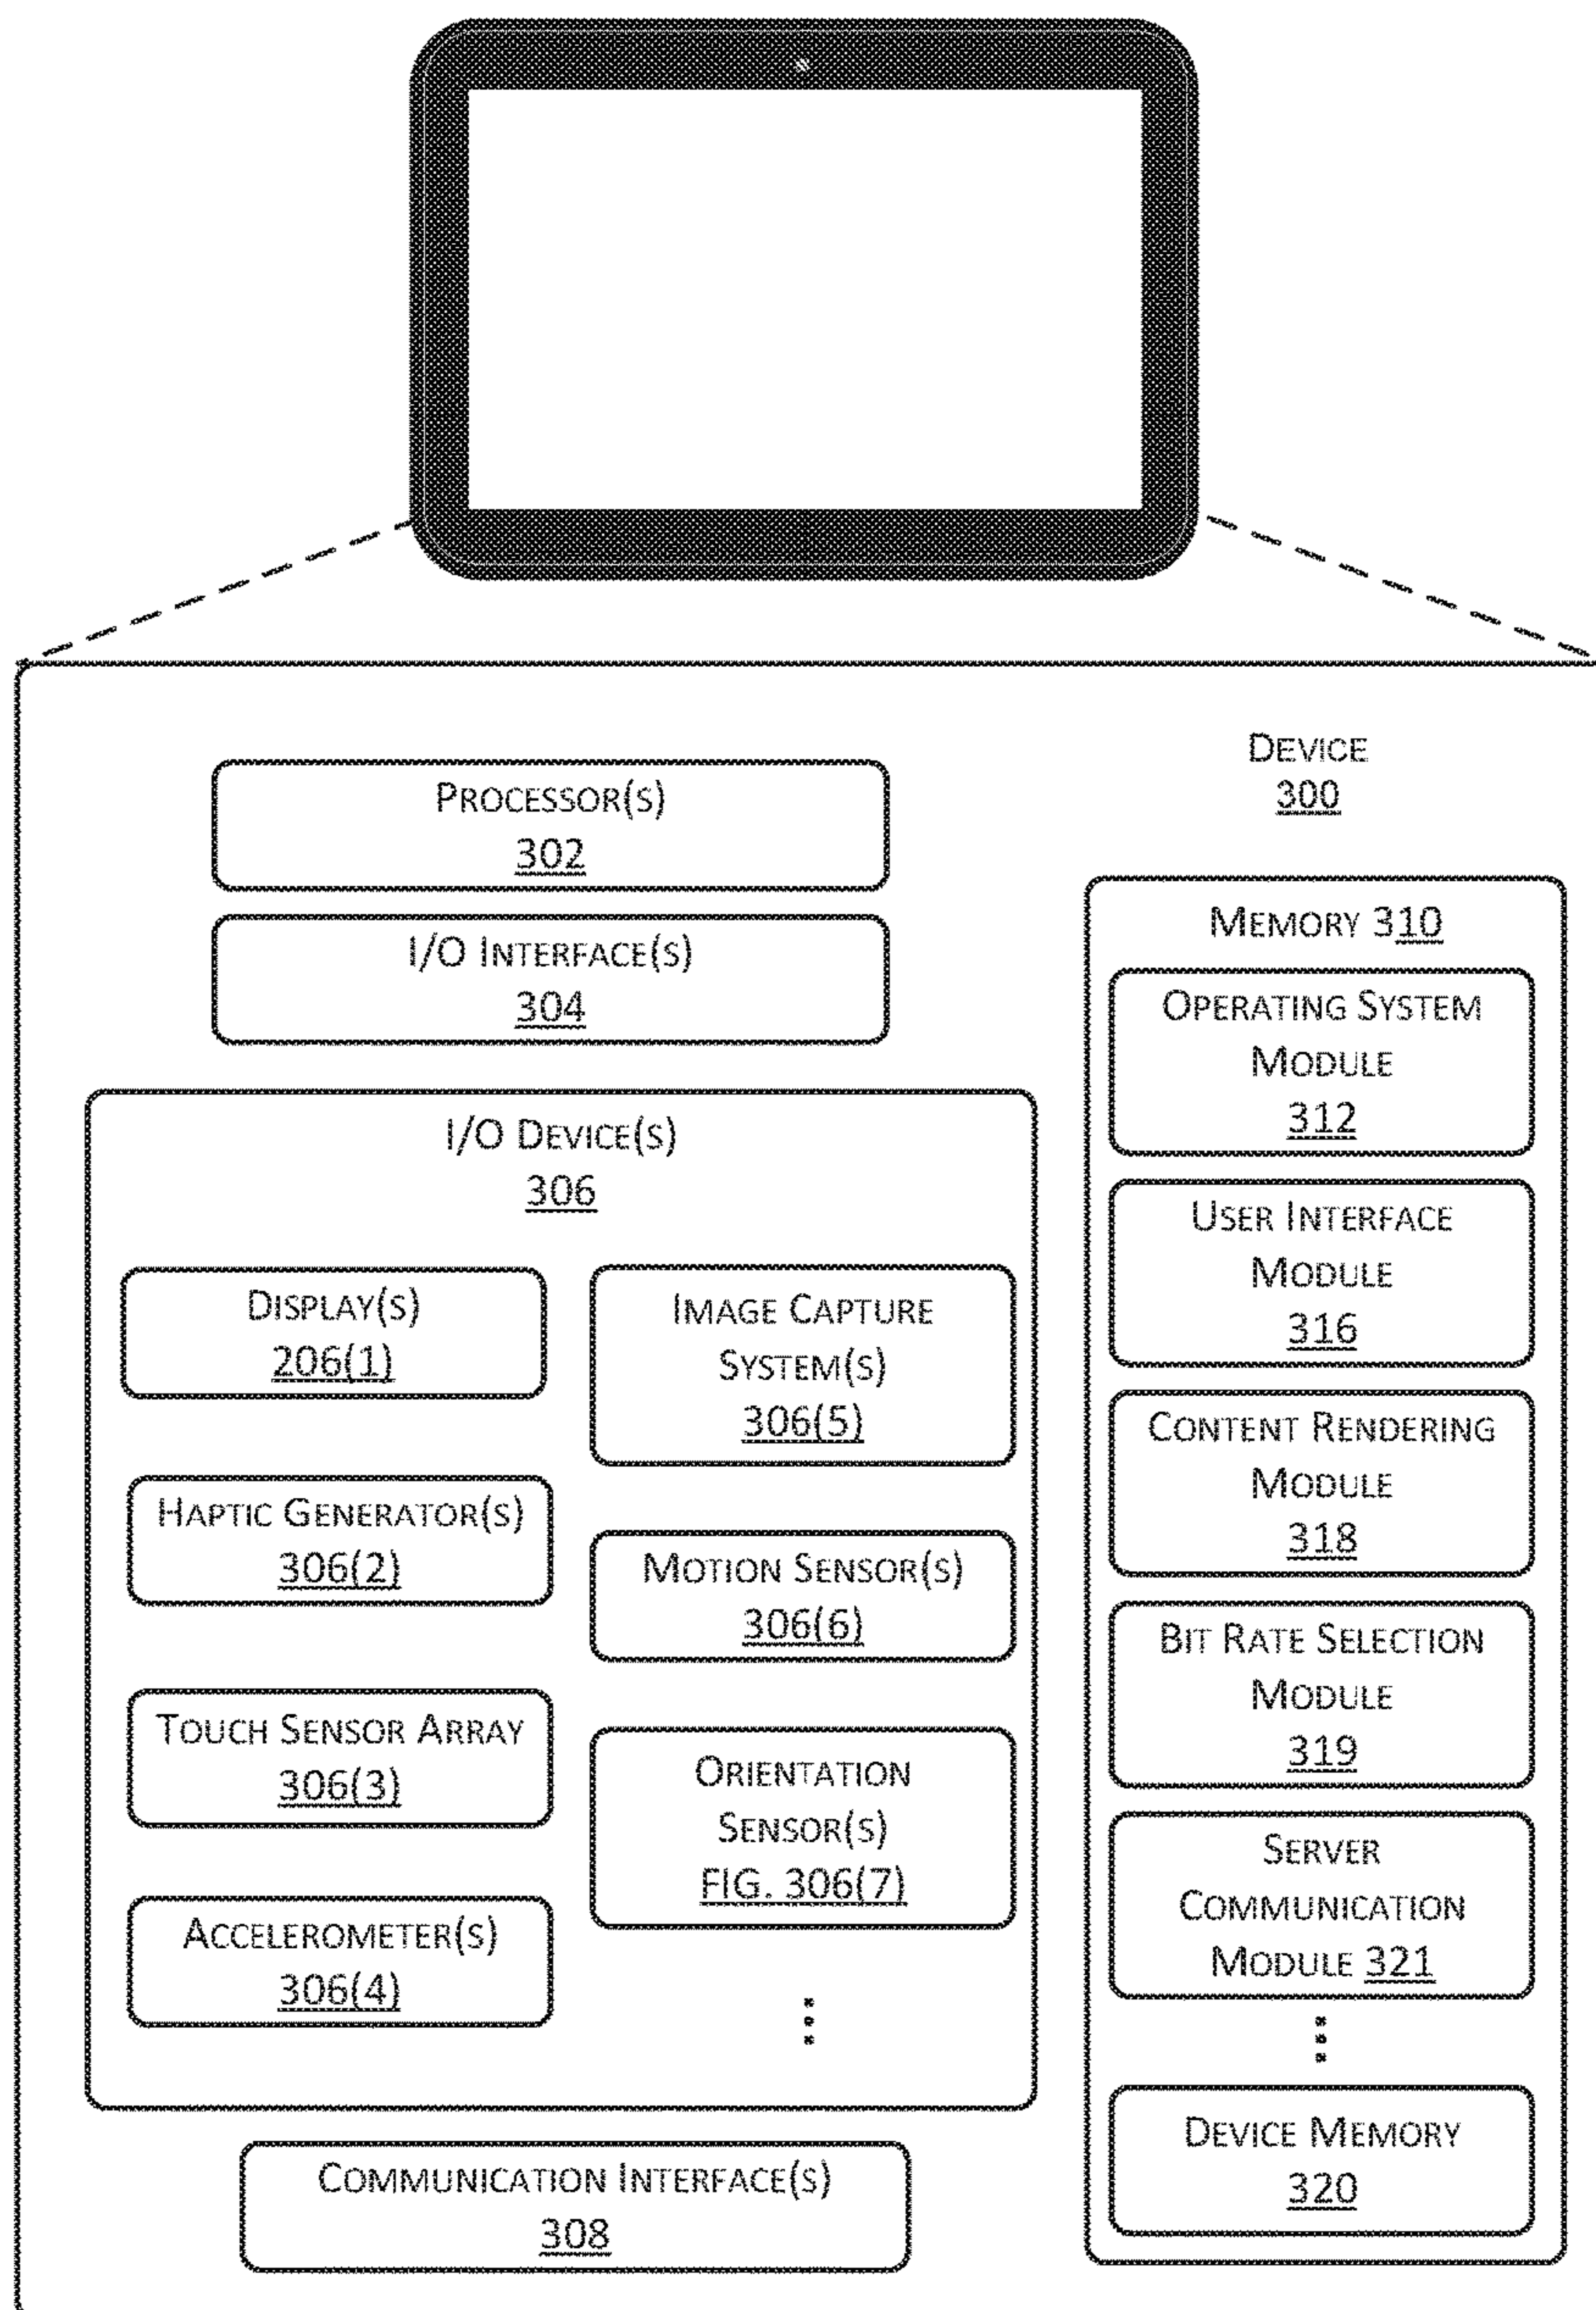 DEVICE
300
PROCESSOR(S)
302
I/O INTERFACE(S)
304
I/O DEVICE(S)
306
DISPLAY(S)
206(1)
HAPTIC GENERATOR(S)
306(2)
TOUCH SENSOR ARRAY
306(3)
ACCELEROMETER(S)
306(4)
IMAGE CAPTURE
SYSTEM(S)
306(5)
MOTION SENSOR(S)
306(6)
ORIENTATION
SENSOR(S)
FIG. 306(7)
COMMUNICATION INTERFACE(S)
308
MEMORY 310
OPERATING SYSTEM
MODULE
312
USER INTERFACE
MODULE
316
CONTENT RENDERING
MODULE
318
BIT RATE SELECTION
MODULE
319
SERVER
COMMUNICATION
MODULE 321
DEVICE MEMORY
320